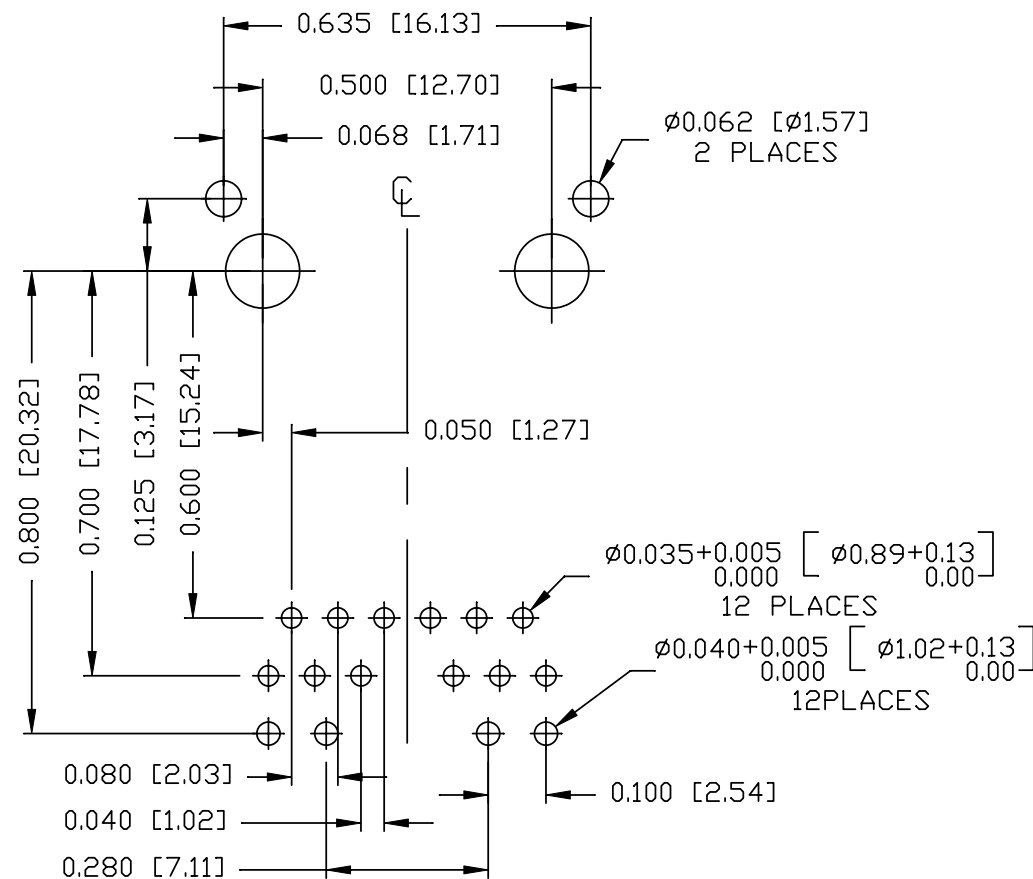 0.635 [16.13]
0.500 [12.70]
0.068 [1.71]
Ø0.062 [Ø1.57]
2 PLACES
CL
0.800 [20.32]
0.700 [17.78]
0.125 [3.17]
0.600 [15.24]
0.050 [1.27]
Ø0.035+0.005 [Ø0.89+0.13]
0.000 0.00
12 PLACES
Ø0.040+0.005 [Ø1.02+0.13]
0.000 0.00
12PLACES
0.080 [2.03]
0.100 [2.54]
0.040 [1.02]
0.280 [7.11]